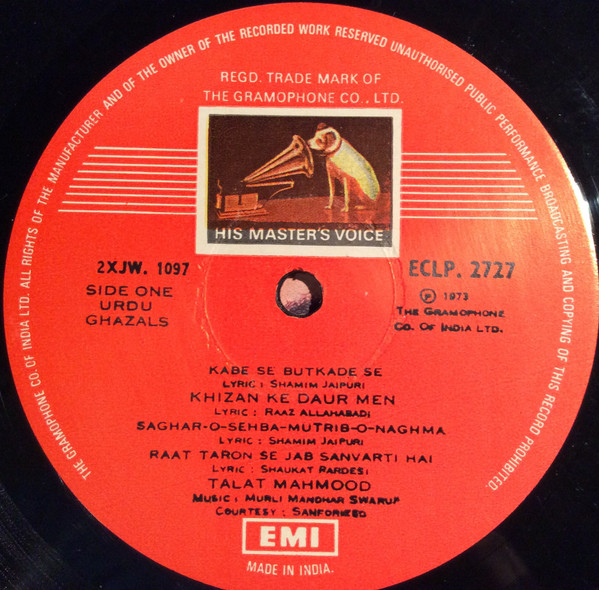 THE GRAMOPHONE CO. OF INDIA LTD. ALL RIGHTS OF THE MANUFACTURER AND OF THE OWNER OF THE RECORDED WORK RESERVED UNAUTHORISED PUBLIC PERFORMANCE BROADCASTING AND COPYING OF THIS RECORD PROHIBITED.
REGD. TRADE MARK OF
THE GRAMOPHONE CO., LTD.
HIS MASTER'S VOICE
2XJW. 1097
SIDE ONE
URDU
GHAZALS
ECLP. 2727
℗ 1973
THE GRAMOPHONE
CO. OF INDIA LTD.
KABE SE BUTKADE SE
LYRIC : SHAMIM JAIPURI
KHIZAN KE DAUR MEN
LYRIC : RAAZ ALLAHABADI
SAGHAR-O-SEHBA-MUTRIB-O-NAGHMA
LYRIC : SHAMIM JAIPURI
RAAT TARON SE JAB SANVARTI HAI
LYRIC : SHAUKAT PARDESI
TALAT MAHMOOD
MUSIC : MURLI MANOHAR SWARUP
COURTESY : SANFORISED
EMI
MADE IN INDIA.